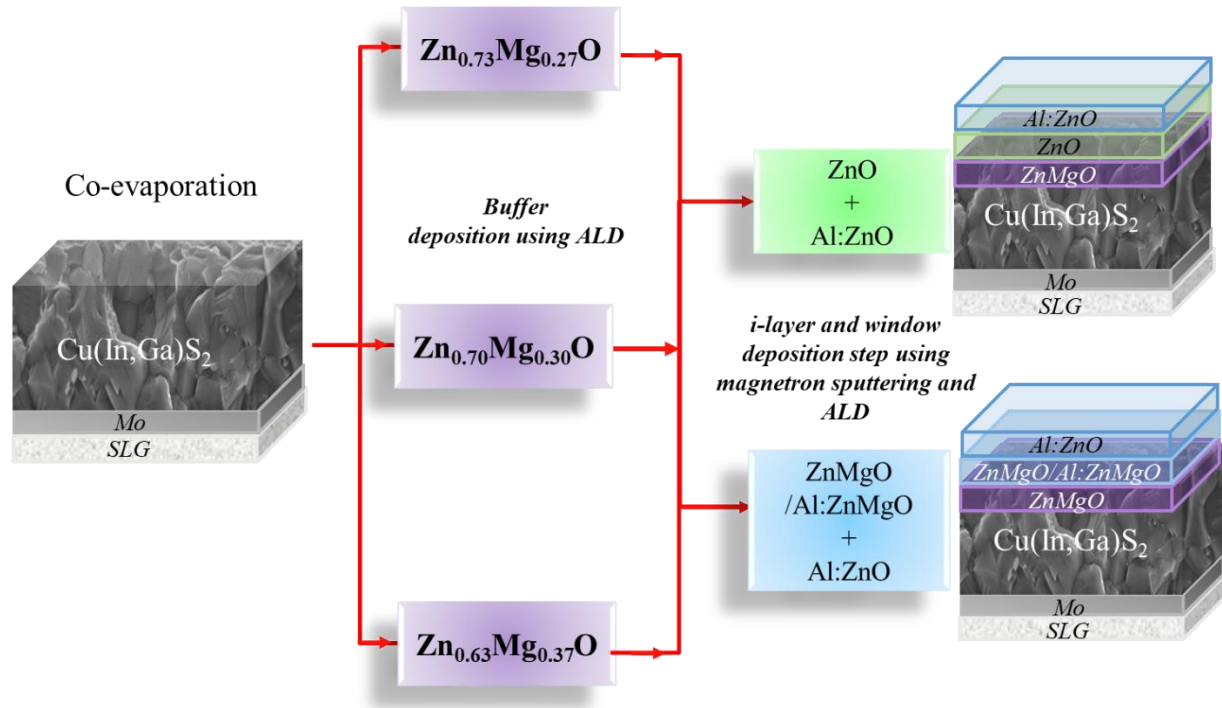 Co-evaporation
Cu(In,Ga)S₂
Mo
SLG
Zn₀.₇₃Mg₀.₂₇O
Buffer
deposition using ALD
Zn₀.₇₀Mg₀.₃₀O
Zn₀.₆₃Mg₀.₃₇O
ZnO
+
Al:ZnO
i-layer and window
deposition step using
magnetron sputtering and
ALD
ZnMgO
/Al:ZnMgO
+
Al:ZnO
Al:ZnO
ZnO
ZnMgO
Cu(In,Ga)S₂
Mo
SLG
Al:ZnO
ZnMgO/Al:ZnMgO
ZnMgO
Cu(In,Ga)S₂
Mo
SLG